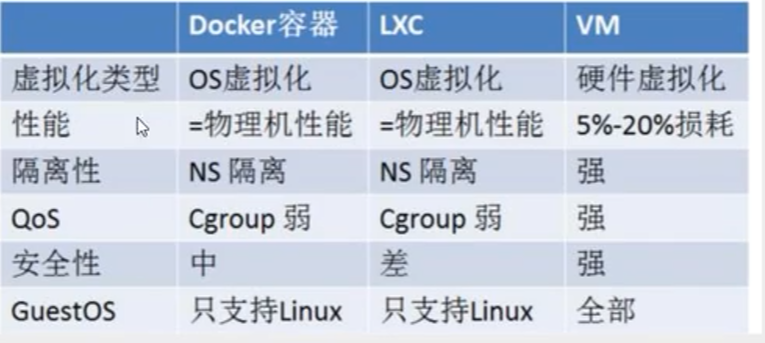 Docker容器 LXC VM
虚拟化类型 OS虚拟化 OS虚拟化 硬件虚拟化
性能 =物理机性能 =物理机性能 5%-20%损耗
隔离性 NS 隔离 NS 隔离 强
QoS Cgroup 弱 Cgroup 弱 强
安全性 中 差 强
GuestOS 只支持Linux 只支持Linux 全部